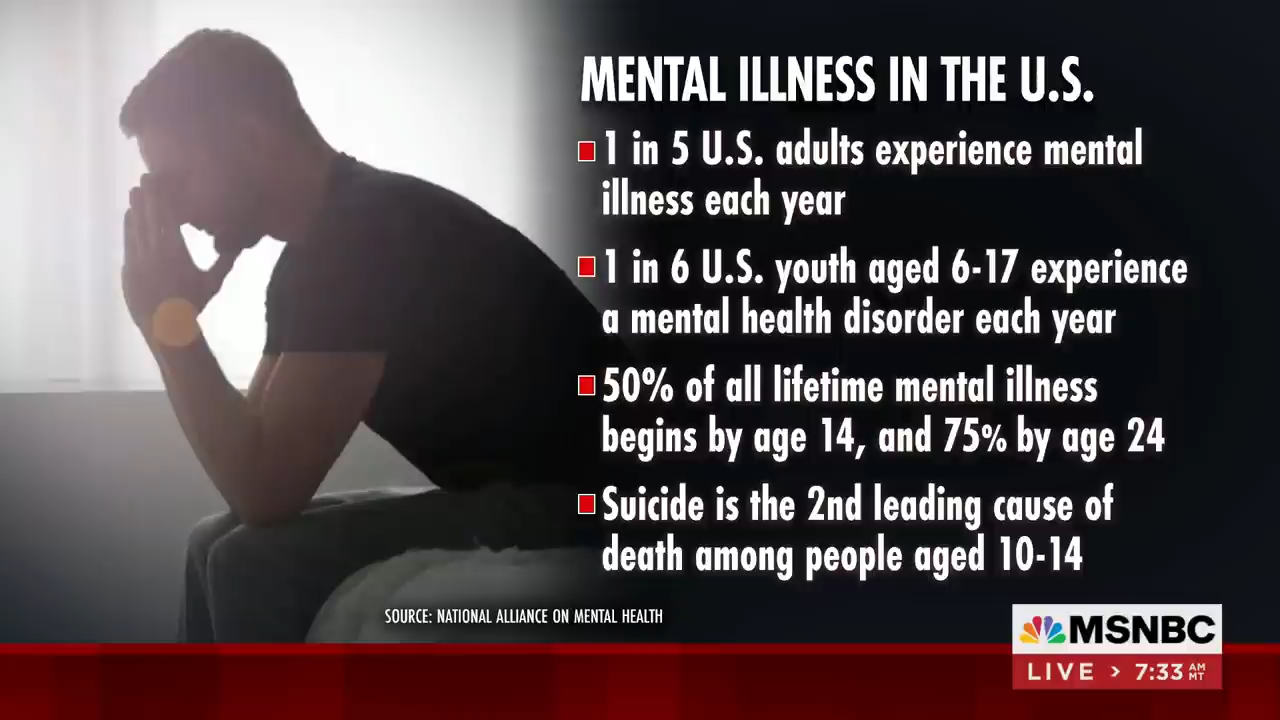 MENTAL ILLNESS IN THE U.S.
1 in 5 U.S. adults experience mental
illness each year
1 in 6 U.S. youth aged 6-17 experience
a mental health disorder each year
50% of all lifetime mental illness
begins by age 14, and 75% by age 24
Suicide is the 2nd leading cause of
death among people aged 10-14
SOURCE: NATIONAL ALLIANCE ON MENTAL HEALTH
MSNBC
LIVE > 7:33 AM MT